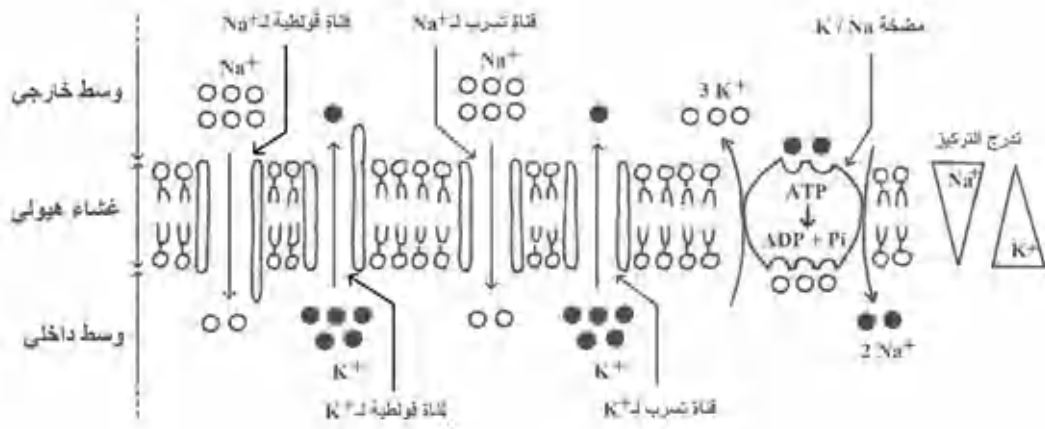 قناة فولطية لـ Na⁺
قناة تسرب لـ Na⁺
مضخة K / Na
وسط خارجي
Na⁺
Na⁺
3 K⁺
تدرج التركيز
غشاء هيولي
ATP
ADP + Pi
Na⁺
K⁺
وسط داخلي
K⁺
K⁺
2 Na⁺
قناة فولطية لـ K⁺
قناة تسرب لـ K⁺